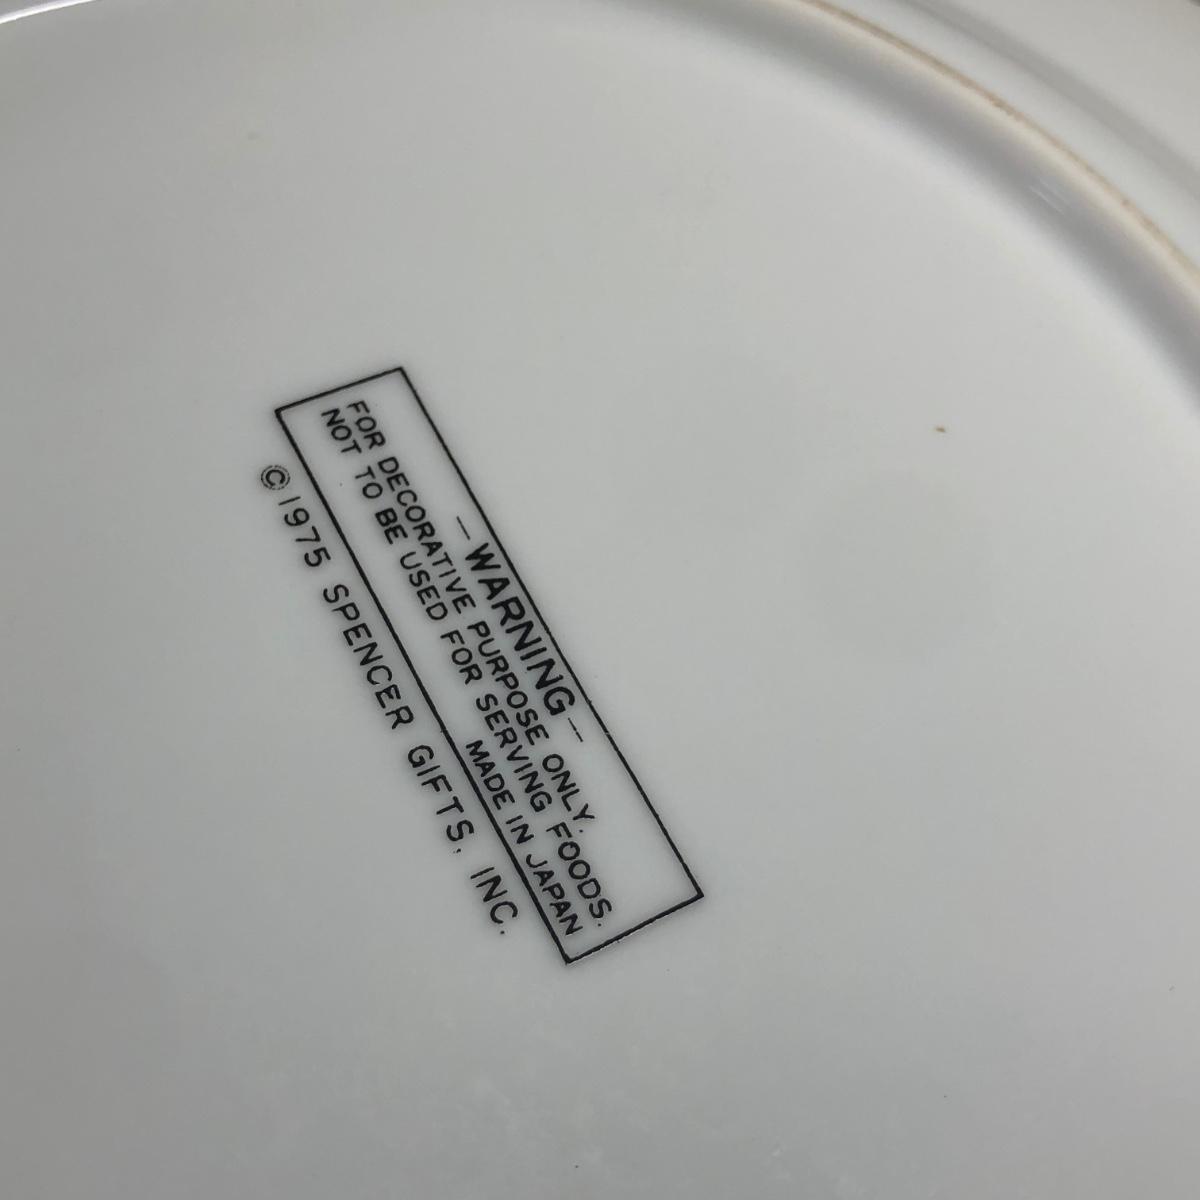 —WARNING—
FOR DECORATIVE PURPOSE ONLY.
NOT TO BE USED FOR SERVING FOODS.
MADE IN JAPAN
© 1975 SPENCER GIFTS, INC.